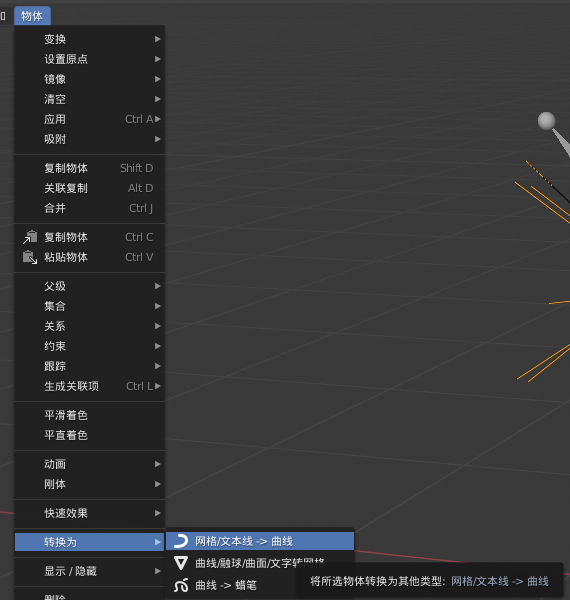 物体
变换
设置原点
镜像
清空
应用 Ctrl A
吸附
复制物体 Shift D
关联复制 Alt D
合并 Ctrl J
复制物体 Ctrl C
粘贴物体 Ctrl V
父级
集合
关系
约束
跟踪
生成关联项 Ctrl L
平滑着色
平直着色
动画
刚体
快速效果
转换为
网格/文本线 -> 曲线
曲线/融球/曲面/文字转网格
显示 / 隐藏
将所选物体转换为其他类型: 网格/文本线 -> 曲线
曲线 -> 蜡笔
删除